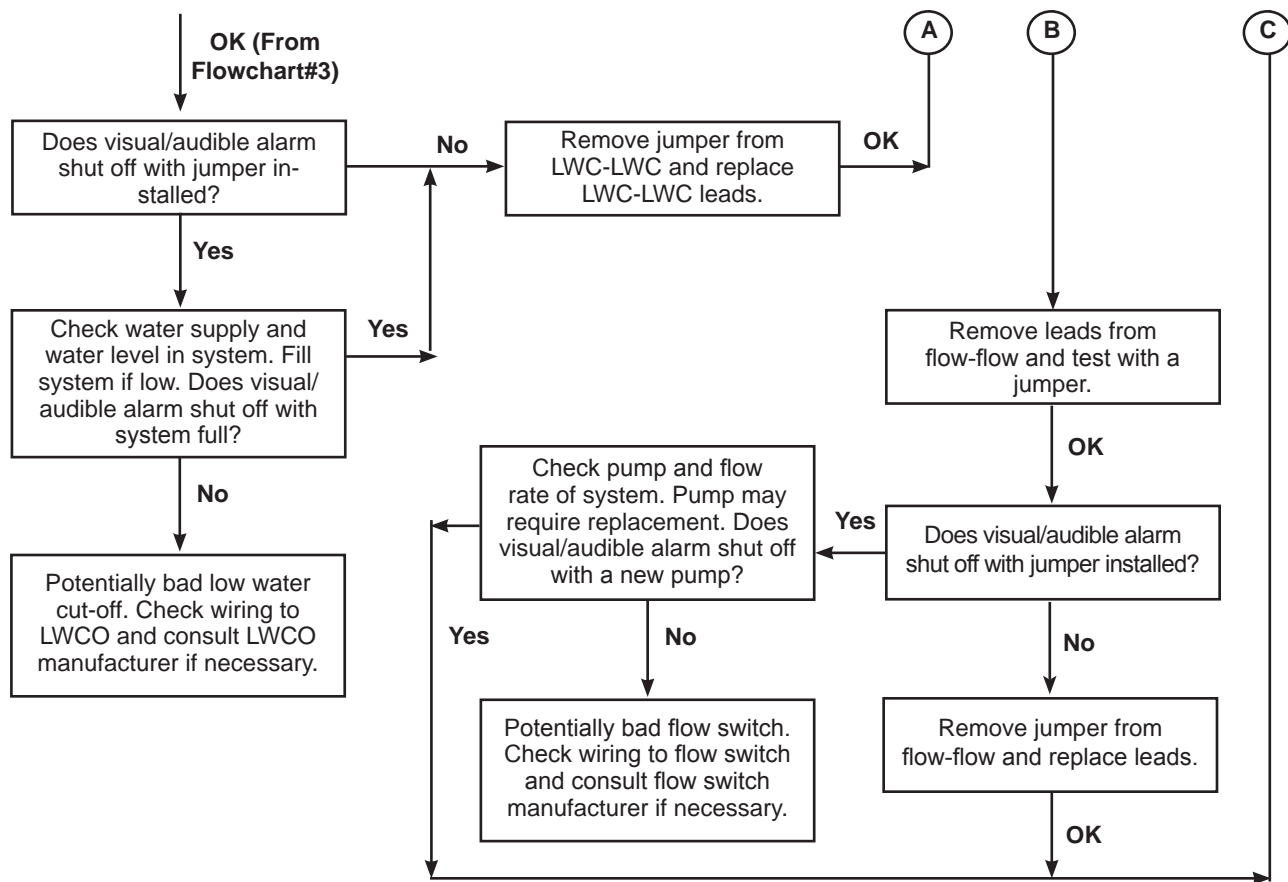 OK (From
Flowchart#3)
A
B
C
Does visual/audible alarm
shut off with jumper in-
stalled?
No
Remove jumper from
LWC-LWC and replace
LWC-LWC leads.
OK
Yes
Check water supply and
water level in system. Fill
system if low. Does visual/
audible alarm shut off with
system full?
Yes
No
Potentially bad low water
cut-off. Check wiring to
LWCO and consult LWCO
manufacturer if necessary.
Remove leads from
flow-flow and test with a
jumper.
OK
Does visual/audible alarm
shut off with jumper installed?
Yes
Check pump and flow
rate of system. Pump may
require replacement. Does
visual/audible alarm shut off
with a new pump?
Yes
No
Potentially bad flow switch.
Check wiring to flow switch
and consult flow switch
manufacturer if necessary.
No
Remove jumper from
flow-flow and replace leads.
OK